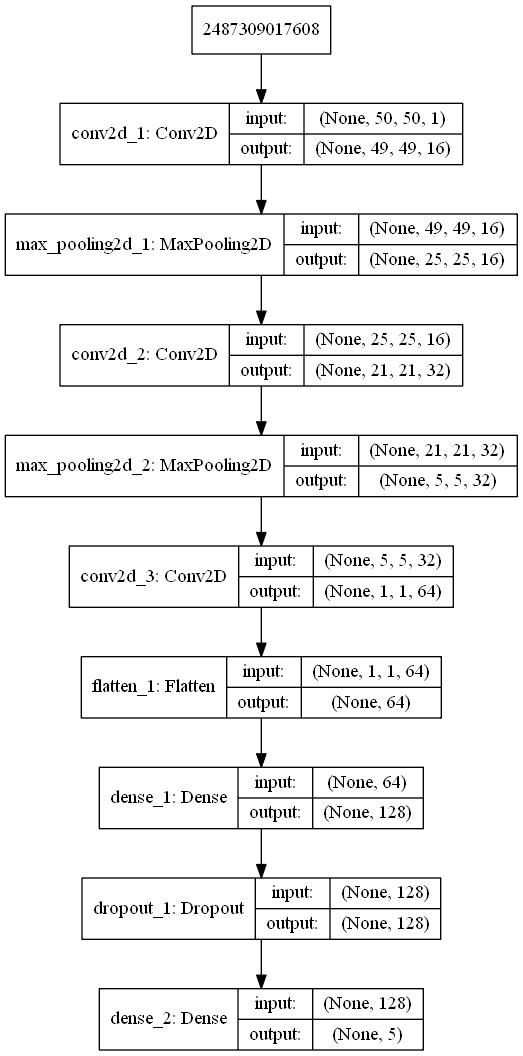 2487309017608
conv2d_1: Conv2D
input:
(None, 50, 50, 1)
output:
(None, 49, 49, 16)
max_pooling2d_1: MaxPooling2D
input:
(None, 49, 49, 16)
output:
(None, 25, 25, 16)
conv2d_2: Conv2D
input:
(None, 25, 25, 16)
output:
(None, 21, 21, 32)
max_pooling2d_2: MaxPooling2D
input:
(None, 21, 21, 32)
output:
(None, 5, 5, 32)
conv2d_3: Conv2D
input:
(None, 5, 5, 32)
output:
(None, 1, 1, 64)
flatten_1: Flatten
input:
(None, 1, 1, 64)
output:
(None, 64)
dense_1: Dense
input:
(None, 64)
output:
(None, 128)
dropout_1: Dropout
input:
(None, 128)
output:
(None, 128)
dense_2: Dense
input:
(None, 128)
output:
(None, 5)